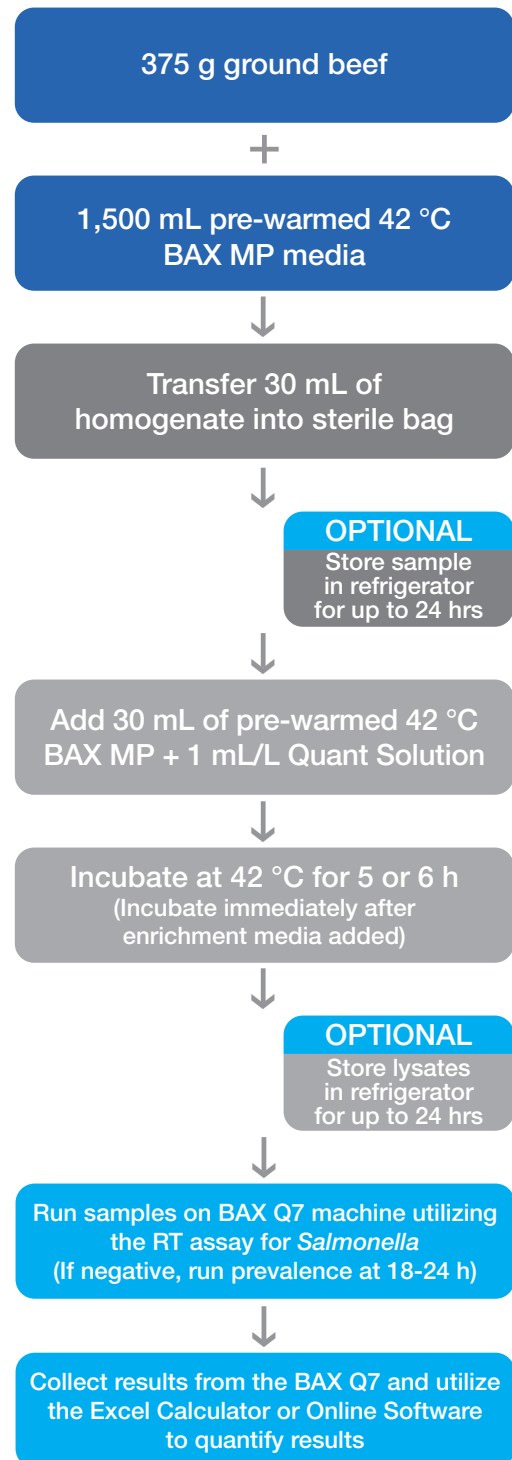 375 g ground beef
+
1,500 mL pre-warmed 42 °C
BAX MP media
Transfer 30 mL of
homogenate into sterile bag
OPTIONAL
Store sample
in refrigerator
for up to 24 hrs
Add 30 mL of pre-warmed 42 °C
BAX MP + 1 mL/L Quant Solution
Incubate at 42 °C for 5 or 6 h
(Incubate immediately after
enrichment media added)
OPTIONAL
Store lysates
in refrigerator
for up to 24 hrs
Run samples on BAX Q7 machine utilizing
the RT assay for Salmonella
(If negative, run prevalence at 18-24 h)
Collect results from the BAX Q7 and utilize
the Excel Calculator or Online Software
to quantify results